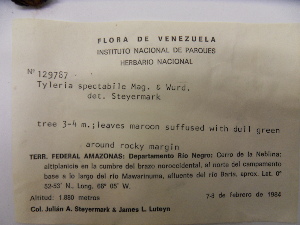 FLORA DE VENEZUELA
INSTITUTO NACIONAL DE PARQUES
HERBARIO NACIONAL
N° 129767
Tyleria spectabile Mag. & Wurd.
det. Steyermark
tree 3-4 m.; leaves maroon suffused with dull green
around rocky margin
TERR. FEDERAL AMAZONAS: Departamento Río Negro: Cerro de la Neblina;
altiplanicie en la cumbre del brazo noroccidental, al norte del campamento
base a lo largo del río Mawarinuma, afluente del río Baria, aprox. Lat. 0°
52-53' N., Long. 66° 05' W.
Altitud: 1.880 metros 7-8 de febrero de 1984
Col. Julián A. Steyermark & James L. Luteyn